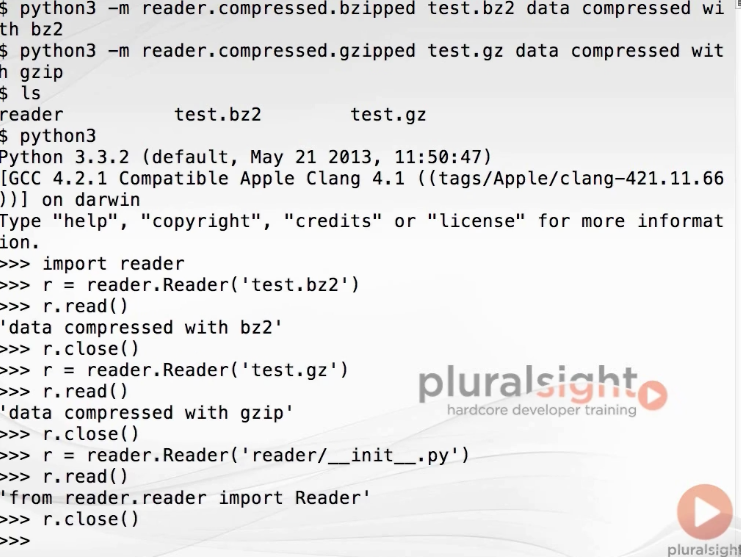 $ python3 -m reader.compressed.bzipped test.bz2 data compressed wi
th bz2
$ python3 -m reader.compressed.gzipped test.gz data compressed wit
h gzip
$ ls
reader          test.bz2        test.gz
$ python3
Python 3.3.2 (default, May 21 2013, 11:50:47)
[GCC 4.2.1 Compatible Apple Clang 4.1 ((tags/Apple/clang-421.11.66
))] on darwin
Type "help", "copyright", "credits" or "license" for more informat
ion.
>>> import reader
>>> r = reader.Reader('test.bz2')
>>> r.read()
'data compressed with bz2'
>>> r.close()
>>> r = reader.Reader('test.gz')
>>> r.read()
'data compressed with gzip'
>>> r.close()
>>> r = reader.Reader('reader/__init__.py')
>>> r.read()
'from reader.reader import Reader'
>>> r.close()
>>>
pluralsight
hardcore developer training
pluralsight